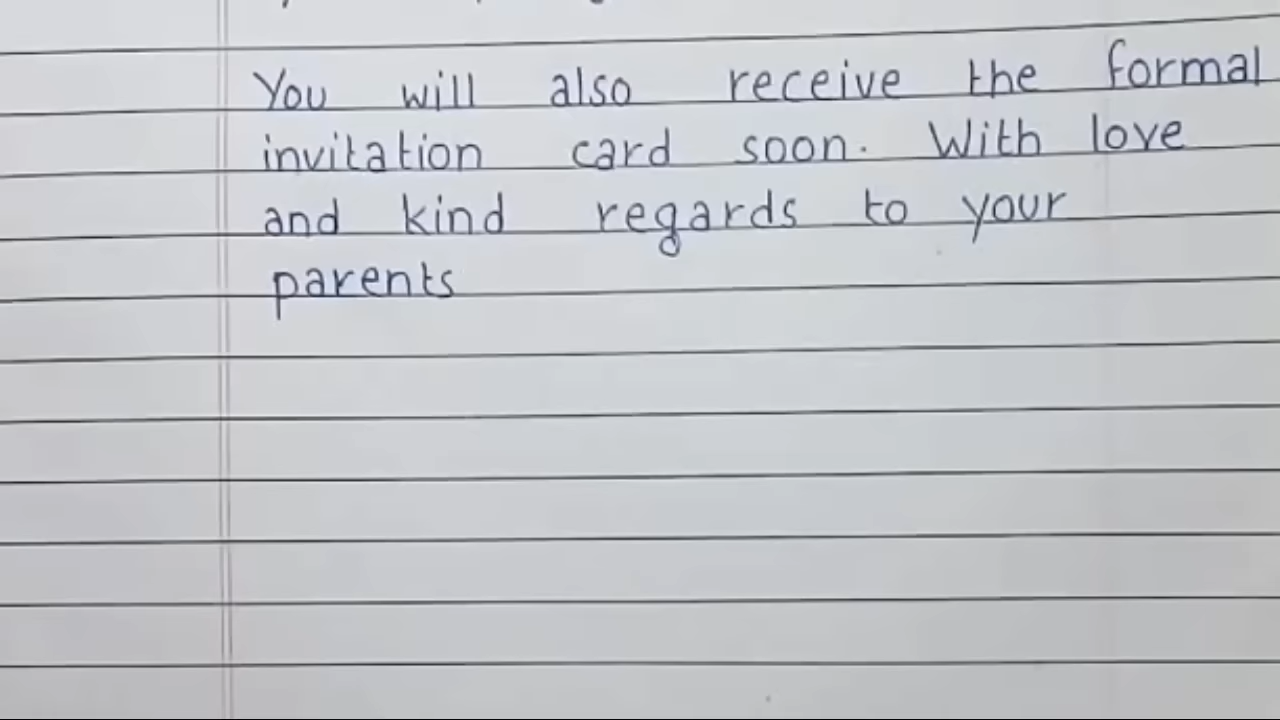 You will also receive the formal
invitation card soon. With love
and kind regards to your
parents